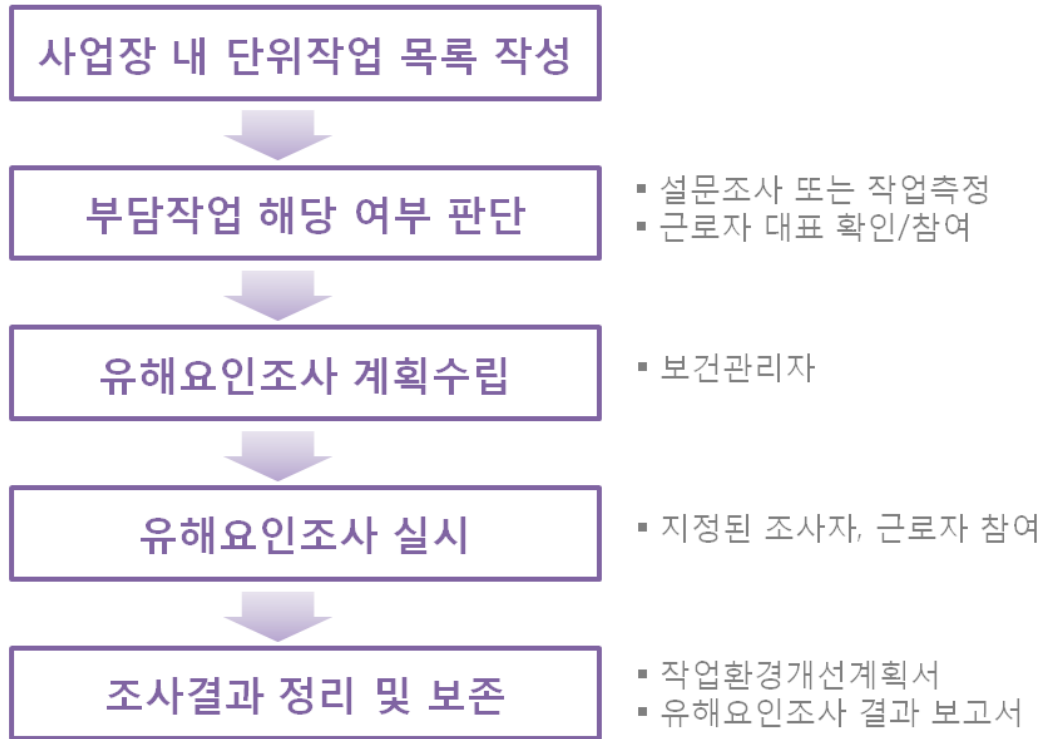 사업장 내 단위작업 목록 작성
부담작업 해당 여부 판단
▪ 설문조사 또는 작업측정
▪ 근로자 대표 확인/참여
유해요인조사 계획수립
▪ 보건관리자
유해요인조사 실시
▪ 지정된 조사자, 근로자 참여
조사결과 정리 및 보존
▪ 작업환경개선계획서
▪ 유해요인조사 결과 보고서